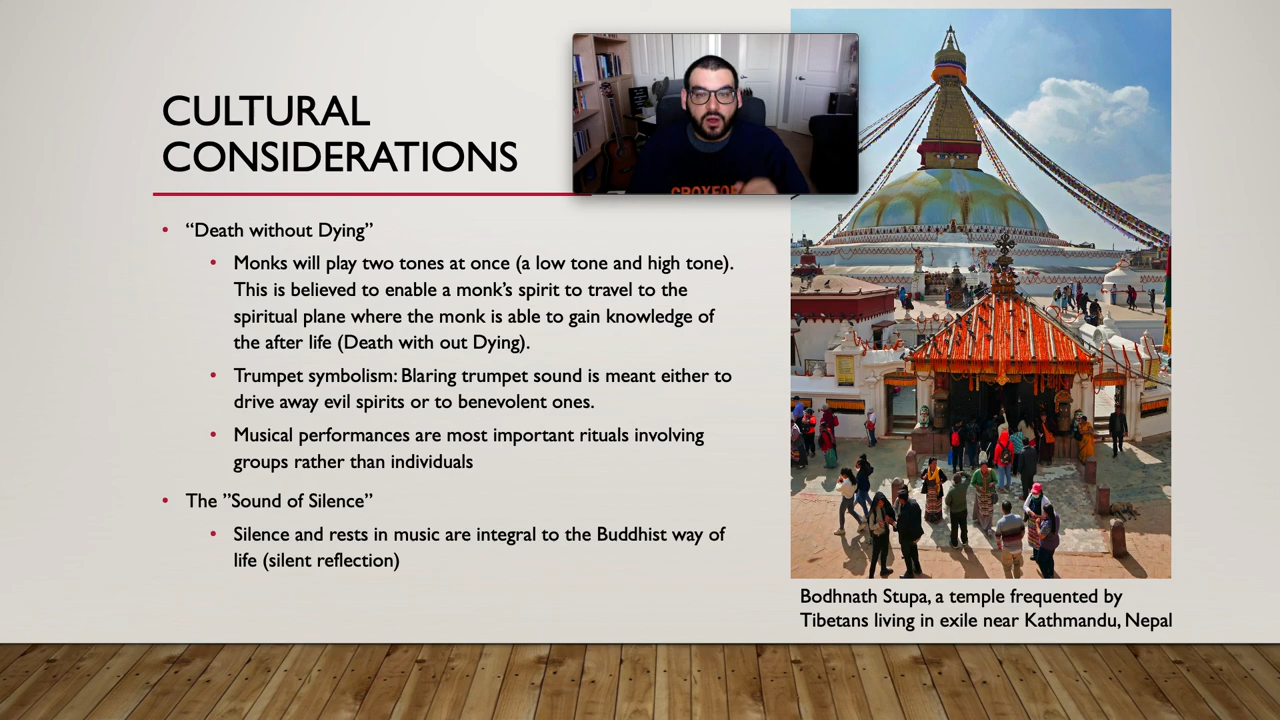 CULTURAL
CONSIDERATIONS
• “Death without Dying”
• Monks will play two tones at once (a low tone and high tone).
This is believed to enable a monk’s spirit to travel to the
spiritual plane where the monk is able to gain knowledge of
the after life (Death with out Dying).
• Trumpet symbolism: Blaring trumpet sound is meant either to
drive away evil spirits or to benevolent ones.
• Musical performances are most important rituals involving
groups rather than individuals
• The ”Sound of Silence”
• Silence and rests in music are integral to the Buddhist way of
life (silent reflection)
Bodhnath Stupa, a temple frequented by
Tibetans living in exile near Kathmandu, Nepal